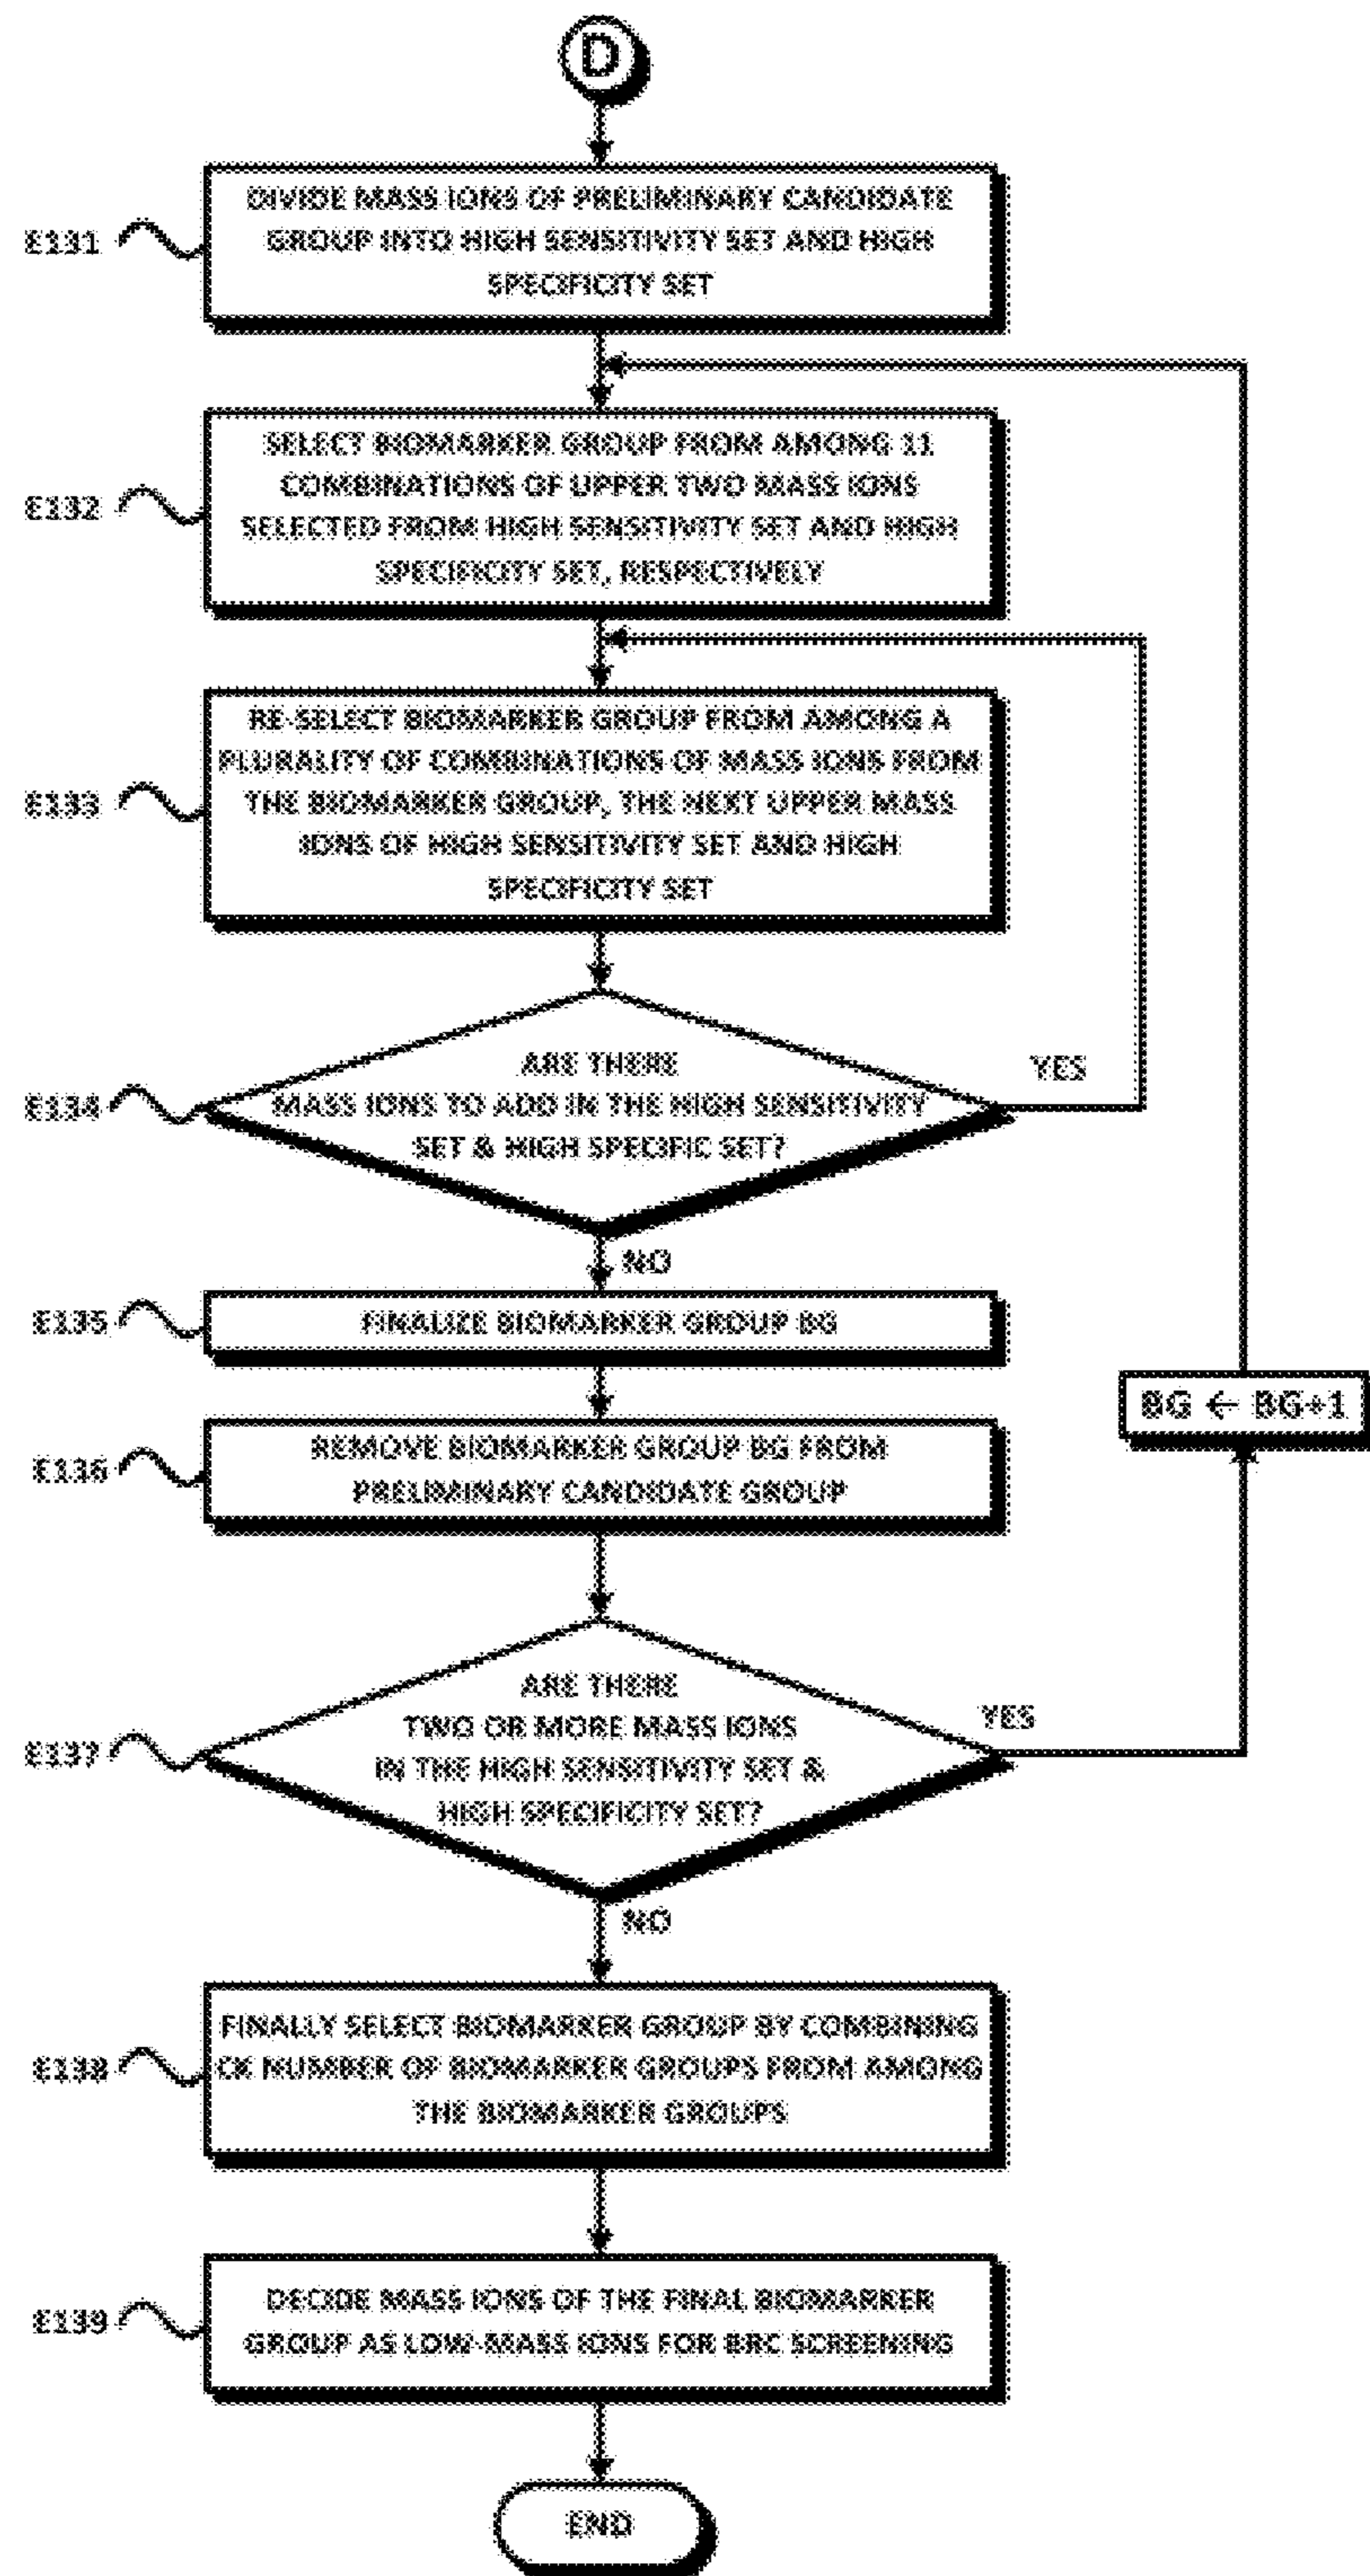 D
E131
DIVIDE MASS IONS OF PRELIMINARY CANDIDATE
GROUP INTO HIGH SENSITIVITY SET AND HIGH
SPECIFICITY SET
E132
SELECT BIOMARKER GROUP FROM AMONG 11
COMBINATIONS OF UPPER TWO MASS IONS
SELECTED FROM HIGH SENSITIVITY SET AND HIGH
SPECIFICITY SET, RESPECTIVELY
E133
RE-SELECT BIOMARKER GROUP FROM AMONG A
PLURALITY OF COMBINATIONS OF MASS IONS FROM
THE BIOMARKER GROUP, THE NEXT UPPER MASS
IONS OF HIGH SENSITIVITY SET AND HIGH
SPECIFICITY SET
E134
ARE THERE
MASS IONS TO ADD IN THE HIGH SENSITIVITY
SET & HIGH SPECIFIC SET?
YES
NO
E135
FINALIZE BIOMARKER GROUP BG
BG ← BG+1
E136
REMOVE BIOMARKER GROUP BG FROM
PRELIMINARY CANDIDATE GROUP
E137
ARE THERE
TWO OR MORE MASS IONS
IN THE HIGH SENSITIVITY SET &
HIGH SPECIFICITY SET?
YES
NO
E138
FINALLY SELECT BIOMARKER GROUP BY COMBINING
CK NUMBER OF BIOMARKER GROUPS FROM AMONG
THE BIOMARKER GROUPS
E139
DECIDE MASS IONS OF THE FINAL BIOMARKER
GROUP AS LOW-MASS IONS FOR BRC SCREENING
END